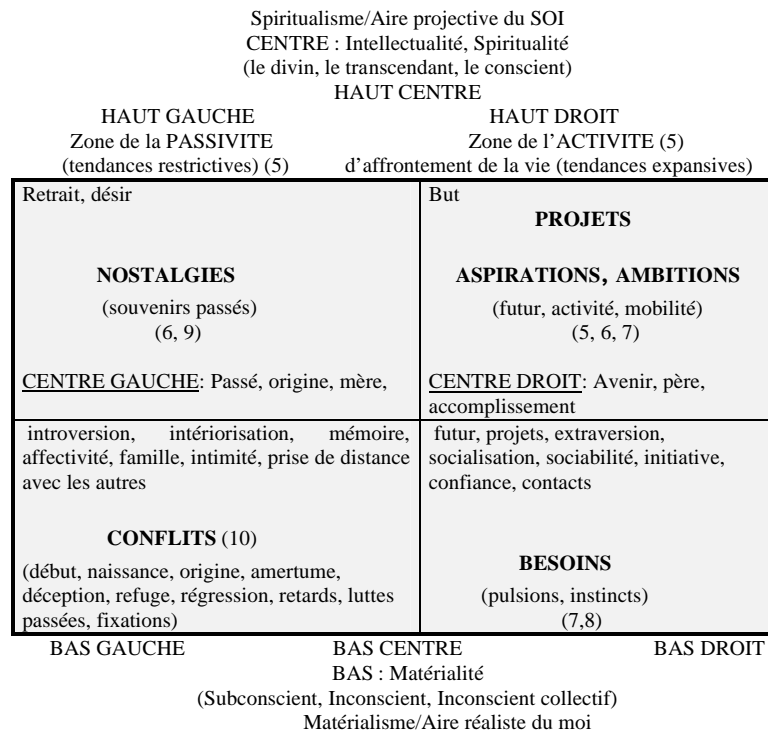 Spiritualisme/Aire projective du SOI
CENTRE : Intellectualité, Spiritualité
(le divin, le transcendant, le conscient)
HAUT CENTRE
HAUT GAUCHE HAUT DROIT
Zone de la PASSIVITE Zone de l'ACTIVITE (5)
(tendances restrictives) (5) d'affrontement de la vie (tendances expansives)
Retrait, désir
NOSTALGIES
(souvenirs passés)
(6, 9)
CENTRE GAUCHE: Passé, origine, mère,
But
PROJETS
ASPIRATIONS, AMBITIONS
(futur, activité, mobilité)
(5, 6, 7)
CENTRE DROIT: Avenir, père,
accomplissement
introversion, intériorisation, mémoire,
affectivité, famille, intimité, prise de distance
avec les autres
CONFLITS (10)
(début, naissance, origine, amertume,
déception, refuge, régression, retards, luttes
passées, fixations)
futur, projets, extraversion,
socialisation, sociabilité, initiative,
confiance, contacts
BESOINS
(pulsions, instincts)
(7,8)
BAS GAUCHE BAS CENTRE BAS DROIT
BAS : Matérialité
(Subconscient, Inconscient, Inconscient collectif)
Matérialisme/Aire réaliste du moi